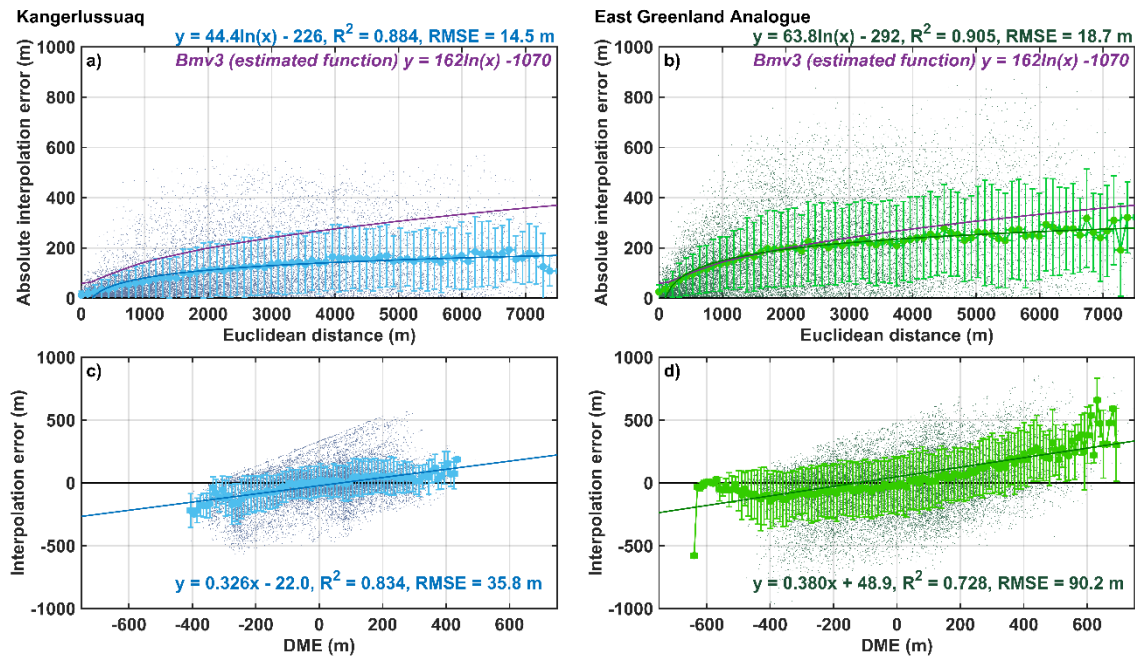 Kangerlussuaq
East Greenland Analogue
y = 44.4ln(x) - 226, R² = 0.884, RMSE = 14.5 m
y = 63.8ln(x) - 292, R² = 0.905, RMSE = 18.7 m
a)
Bmv3 (estimated function) y = 162ln(x) -1070
b)
Bmv3 (estimated function) y = 162ln(x) -1070
Absolute interpolation error (m)
1000
800
600
400
200
0
0 1000 2000 3000 4000 5000 6000 7000
Euclidean distance (m)
Absolute interpolation error (m)
1000
800
600
400
200
0
0 1000 2000 3000 4000 5000 6000 7000
Euclidean distance (m)
c)
Interpolation error (m)
1000
500
0
-500
-1000
y = 0.326x - 22.0, R² = 0.834, RMSE = 35.8 m
-600 -400 -200 0 200 400 600
DME (m)
d)
Interpolation error (m)
1000
500
0
-500
-1000
y = 0.380x + 48.9, R² = 0.728, RMSE = 90.2 m
-600 -400 -200 0 200 400 600
DME (m)